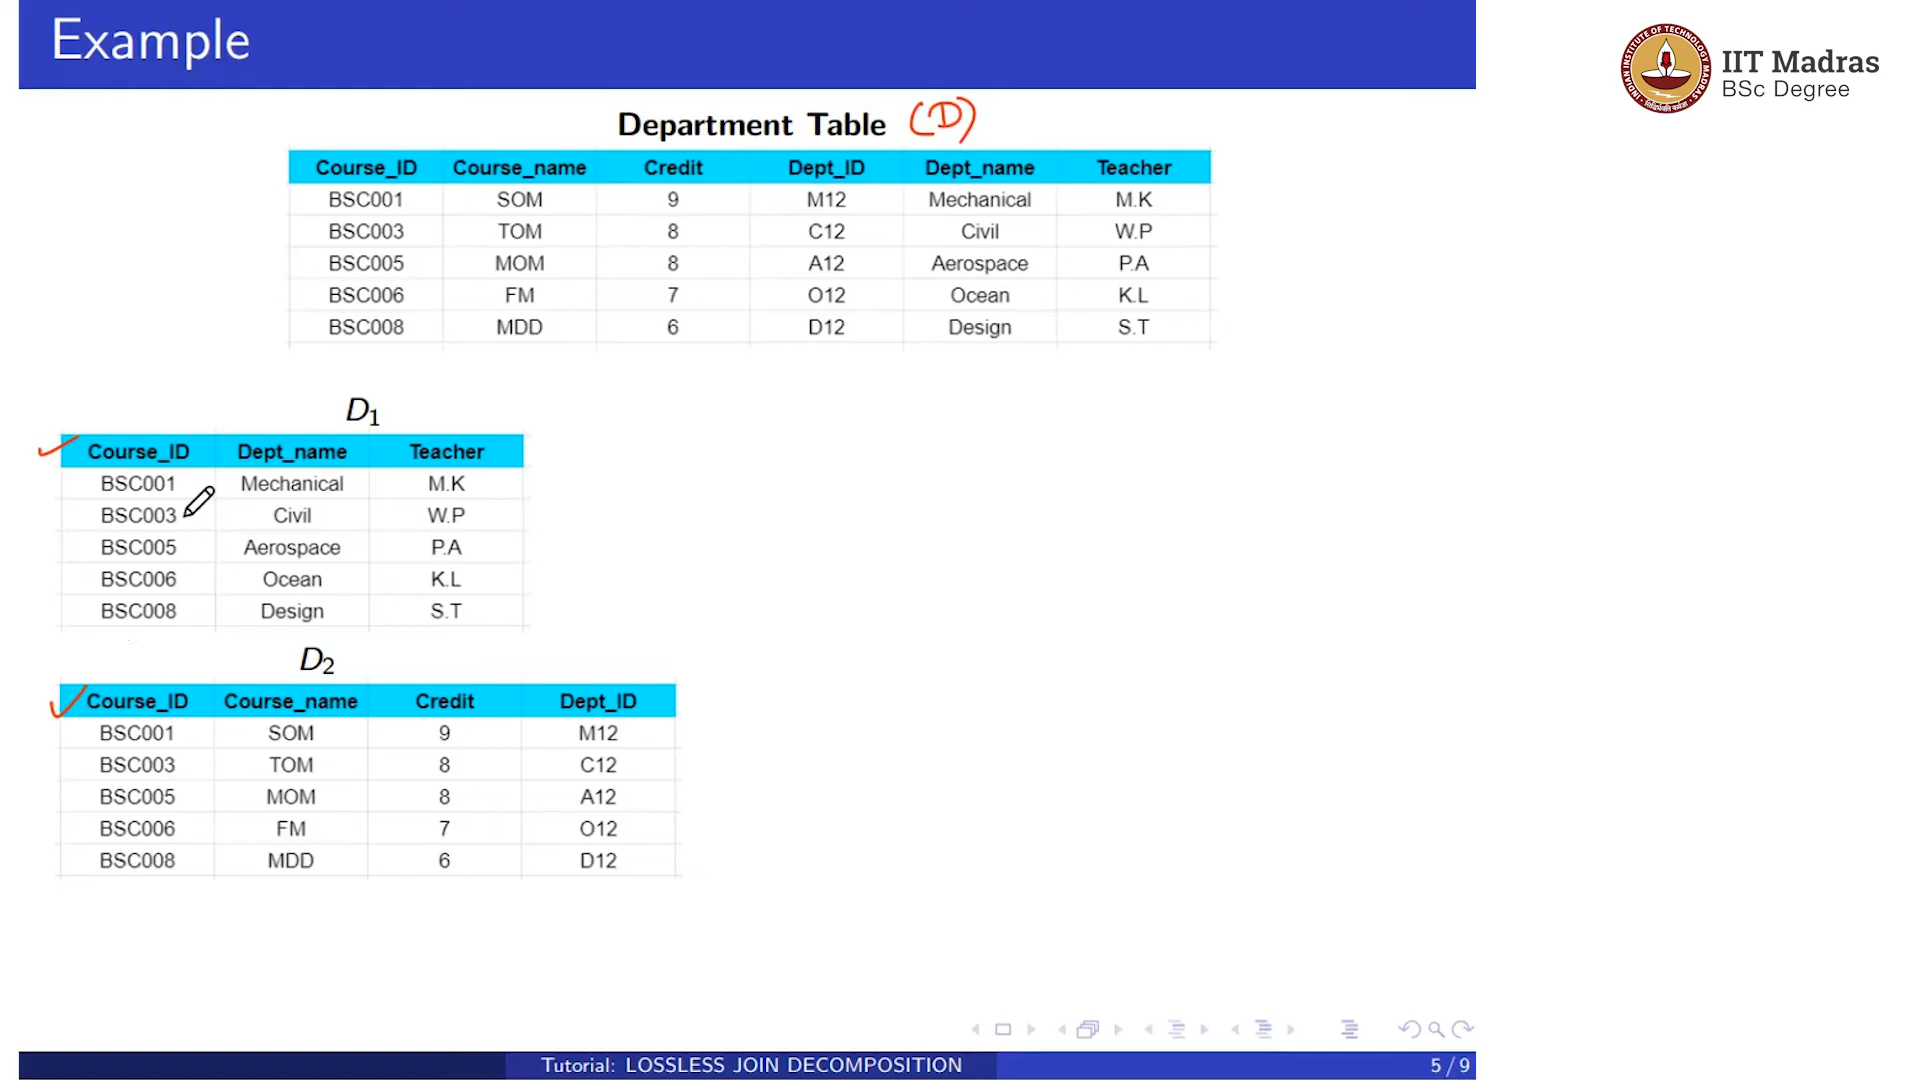 Example
IIT Madras
BSc Degree
Department Table (D)
Course_ID Course_name Credit Dept_ID Dept_name Teacher
BSC001 SOM 9 M12 Mechanical M.K
BSC003 TOM 8 C12 Civil W.P
BSC005 MOM 8 A12 Aerospace P.A
BSC006 FM 7 O12 Ocean K.L
BSC008 MDD 6 D12 Design S.T
D1
Course_ID Dept_name Teacher
BSC001 Mechanical M.K
BSC003 Civil W.P
BSC005 Aerospace P.A
BSC006 Ocean K.L
BSC008 Design S.T
D2
Course_ID Course_name Credit Dept_ID
BSC001 SOM 9 M12
BSC003 TOM 8 C12
BSC005 MOM 8 A12
BSC006 FM 7 O12
BSC008 MDD 6 D12
Tutorial: LOSSLESS JOIN DECOMPOSITION 5 / 9